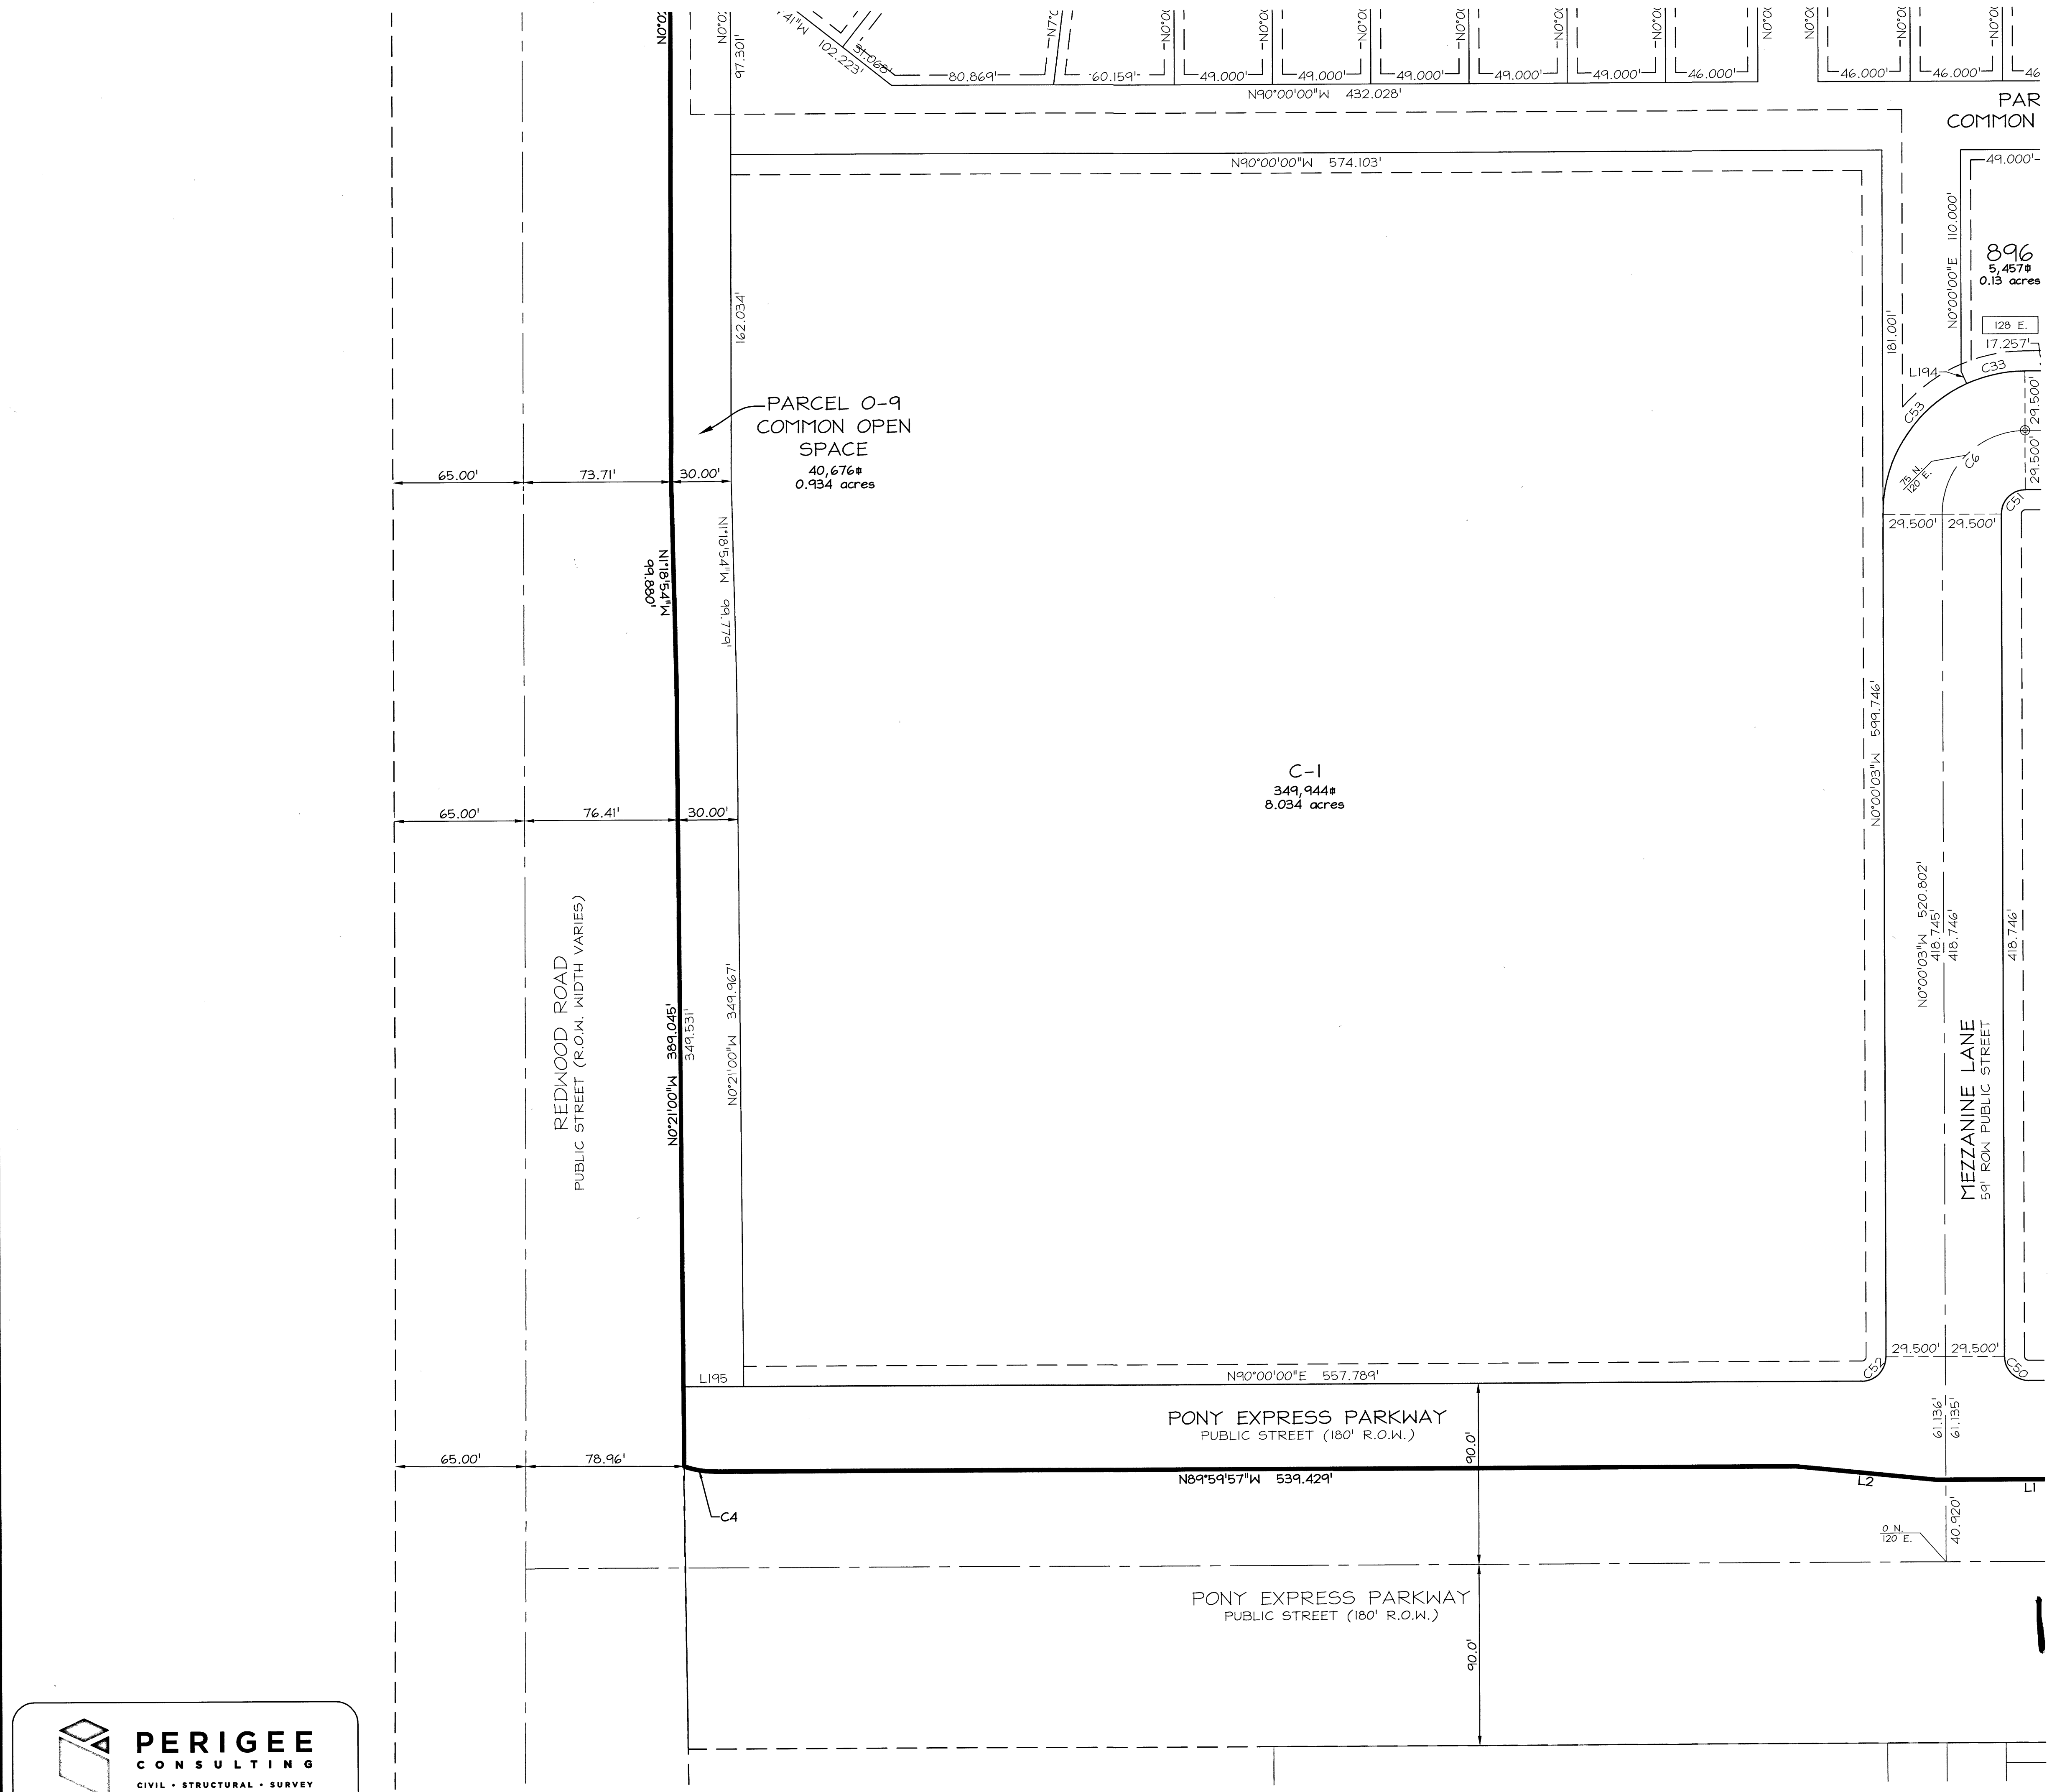 97.301'
102.223'
31.068'
80.869'
60.159'
49.000'
49.000'
49.000'
49.000'
49.000'
46.000'
46.000'
46.000'
N90°00'00"W 432.028'
PAR
COMMON
N90°00'00"W 574.103'
49.000'
N0°00'00"E 110.000'
896
5,457⌗
0.13 acres
128 E.
17.257'
C33
L194
C53
181.001'
162.034'
PARCEL O-9
COMMON OPEN
SPACE
40,676⌗
0.934 acres
65.00'
73.71'
30.00'
29.500'
29.500'
C6
75 N.
120 E.
C51
29.500'
29.500'
N1°18'54"W
99.880'
N1°18'54"W 99.779'
N0°00'03"W 599.746'
C-1
349,944⌗
8.034 acres
65.00'
76.41'
30.00'
REDWOOD ROAD
PUBLIC STREET (R.O.W. WIDTH VARIES)
N0°21'00"W 389.045'
349.531'
N0°21'00"W 349.967'
N0°00'03"W 520.802'
418.745'
418.746'
418.746'
MEZZANINE LANE
59' ROW PUBLIC STREET
29.500'
29.500'
C52
C50
L195
N90°00'00"E 557.789'
PONY EXPRESS PARKWAY
PUBLIC STREET (180' R.O.W.)
90.0'
61.136'
61.135'
65.00'
78.96'
N89°59'57"W 539.429'
L2
L1
C4
0 N.
120 E.
40.920'
PONY EXPRESS PARKWAY
PUBLIC STREET (180' R.O.W.)
90.0'
PERIGEE
CONSULTING
CIVIL • STRUCTURAL • SURVEY